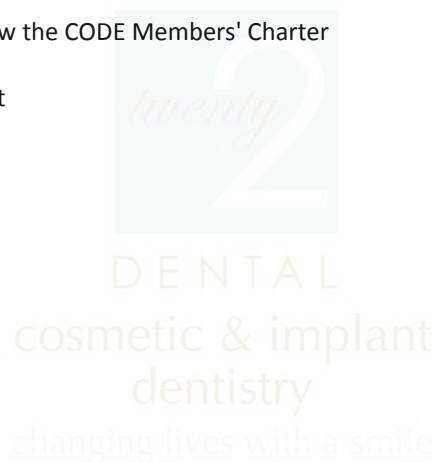 w the CODE Members' Charter
t
twenty
2
DENTAL
cosmetic & implant
dentistry
changing lives with a smile